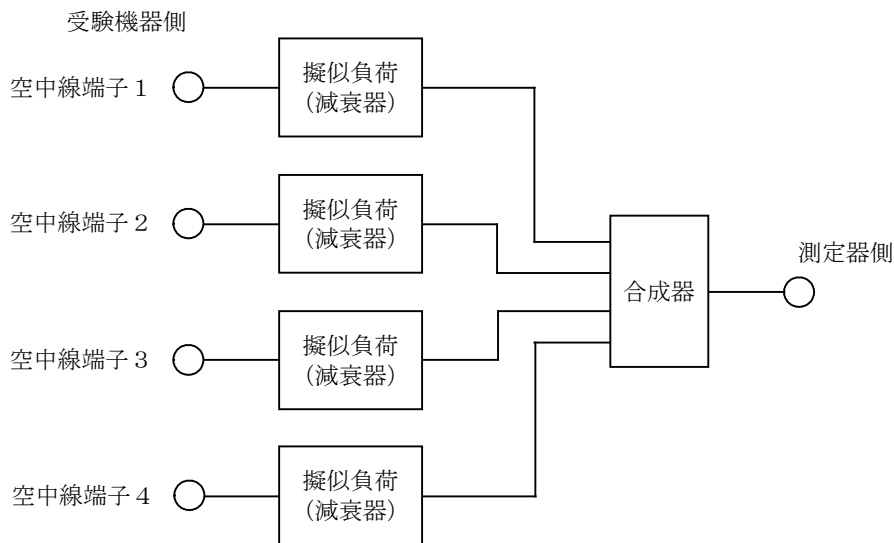 受験機器側
空中線端子１
擬似負荷
（減衰器）
空中線端子２
擬似負荷
（減衰器）
測定器側
合成器
空中線端子３
擬似負荷
（減衰器）
空中線端子４
擬似負荷
（減衰器）